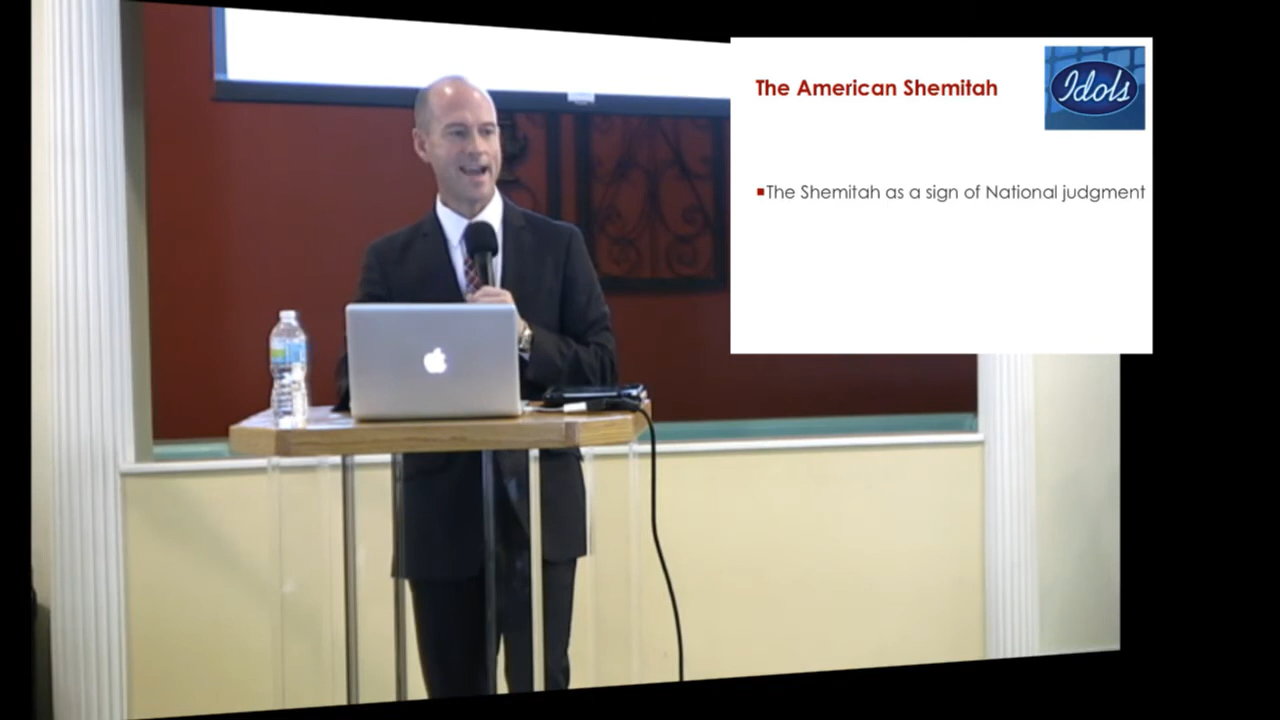 The American Shemitah
Idols
The Shemitah as a sign of National judgment